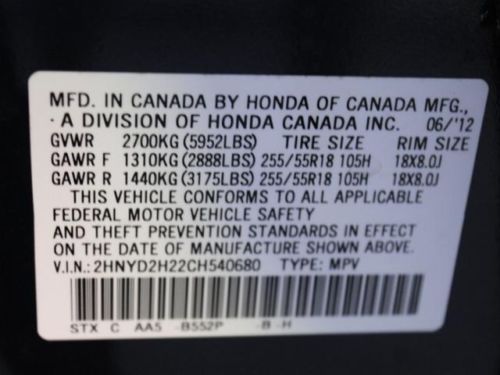 MFD. IN CANADA BY HONDA OF CANADA MFG.,
· A DIVISION OF HONDA CANADA INC. 06/'12
GVWR 2700KG (5952LBS) TIRE SIZE RIM SIZE
GAWR F 1310KG (2888LBS) 255/55R18 105H 18X8.0J
GAWR R 1440KG (3175LBS) 255/55R18 105H 18X8.0J
THIS VEHICLE CONFORMS TO ALL APPLICABLE
FEDERAL MOTOR VEHICLE SAFETY
AND THEFT PREVENTION STANDARDS IN EFFECT
ON THE DATE OF MANUFACTURE SHOWN ABOVE.
V.I.N.: 2HNYD2H22CH540680 TYPE: MPV
STX C AA5 -B552P -B-H